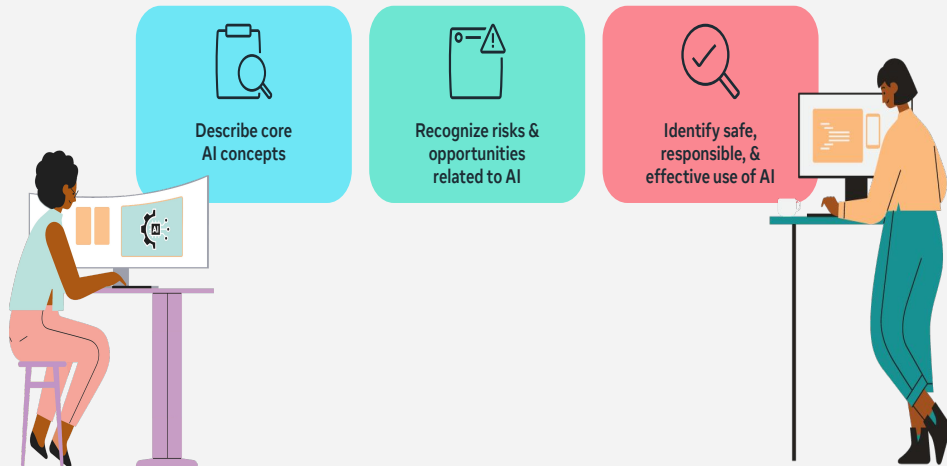 Describe core
AI concepts
Recognize risks &
opportunities
related to AI
Identify safe,
responsible, &
effective use of AI
AI